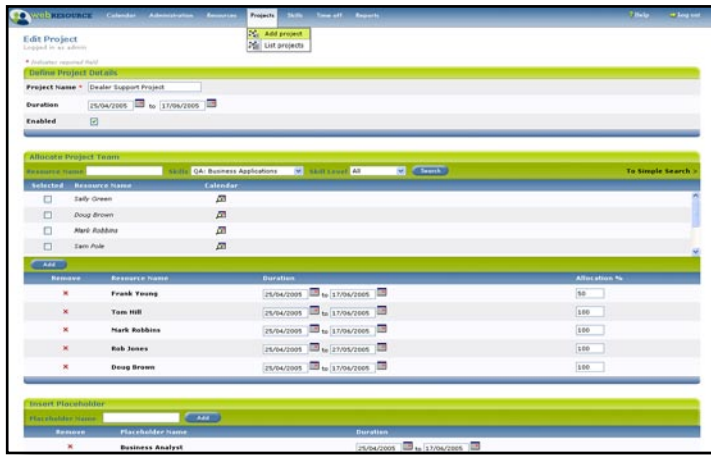 webRESOURCE Calendar Administration Resources Projects Skills Time off Reports ? Help Log out
Add project
List projects
Edit Project
Logged in as admin
* Indicates required field
Define Project Details
Project Name * Dealer Support Project
Duration 25/04/2005 to 17/06/2005
Enabled
Allocate Project Team
Resource Name Skills QA: Business Applications Skill Level All Search To Simple Search >
Selected Resource Name Calendar
Sally Green
Doug Brown
Mark Robbins
Sam Pole
Add
Remove Resource Name Duration Allocation %
Frank Young 25/04/2005 to 17/06/2005 50
Tom Hill 25/04/2005 to 17/06/2005 100
Mark Robbins 25/04/2005 to 17/06/2005 100
Rob Jones 25/04/2005 to 27/05/2005 100
Doug Brown 25/04/2005 to 17/06/2005 100
Insert Placeholder
Placeholder Name Add
Remove Placeholder Name Duration
Business Analyst 25/04/2005 to 17/06/2005